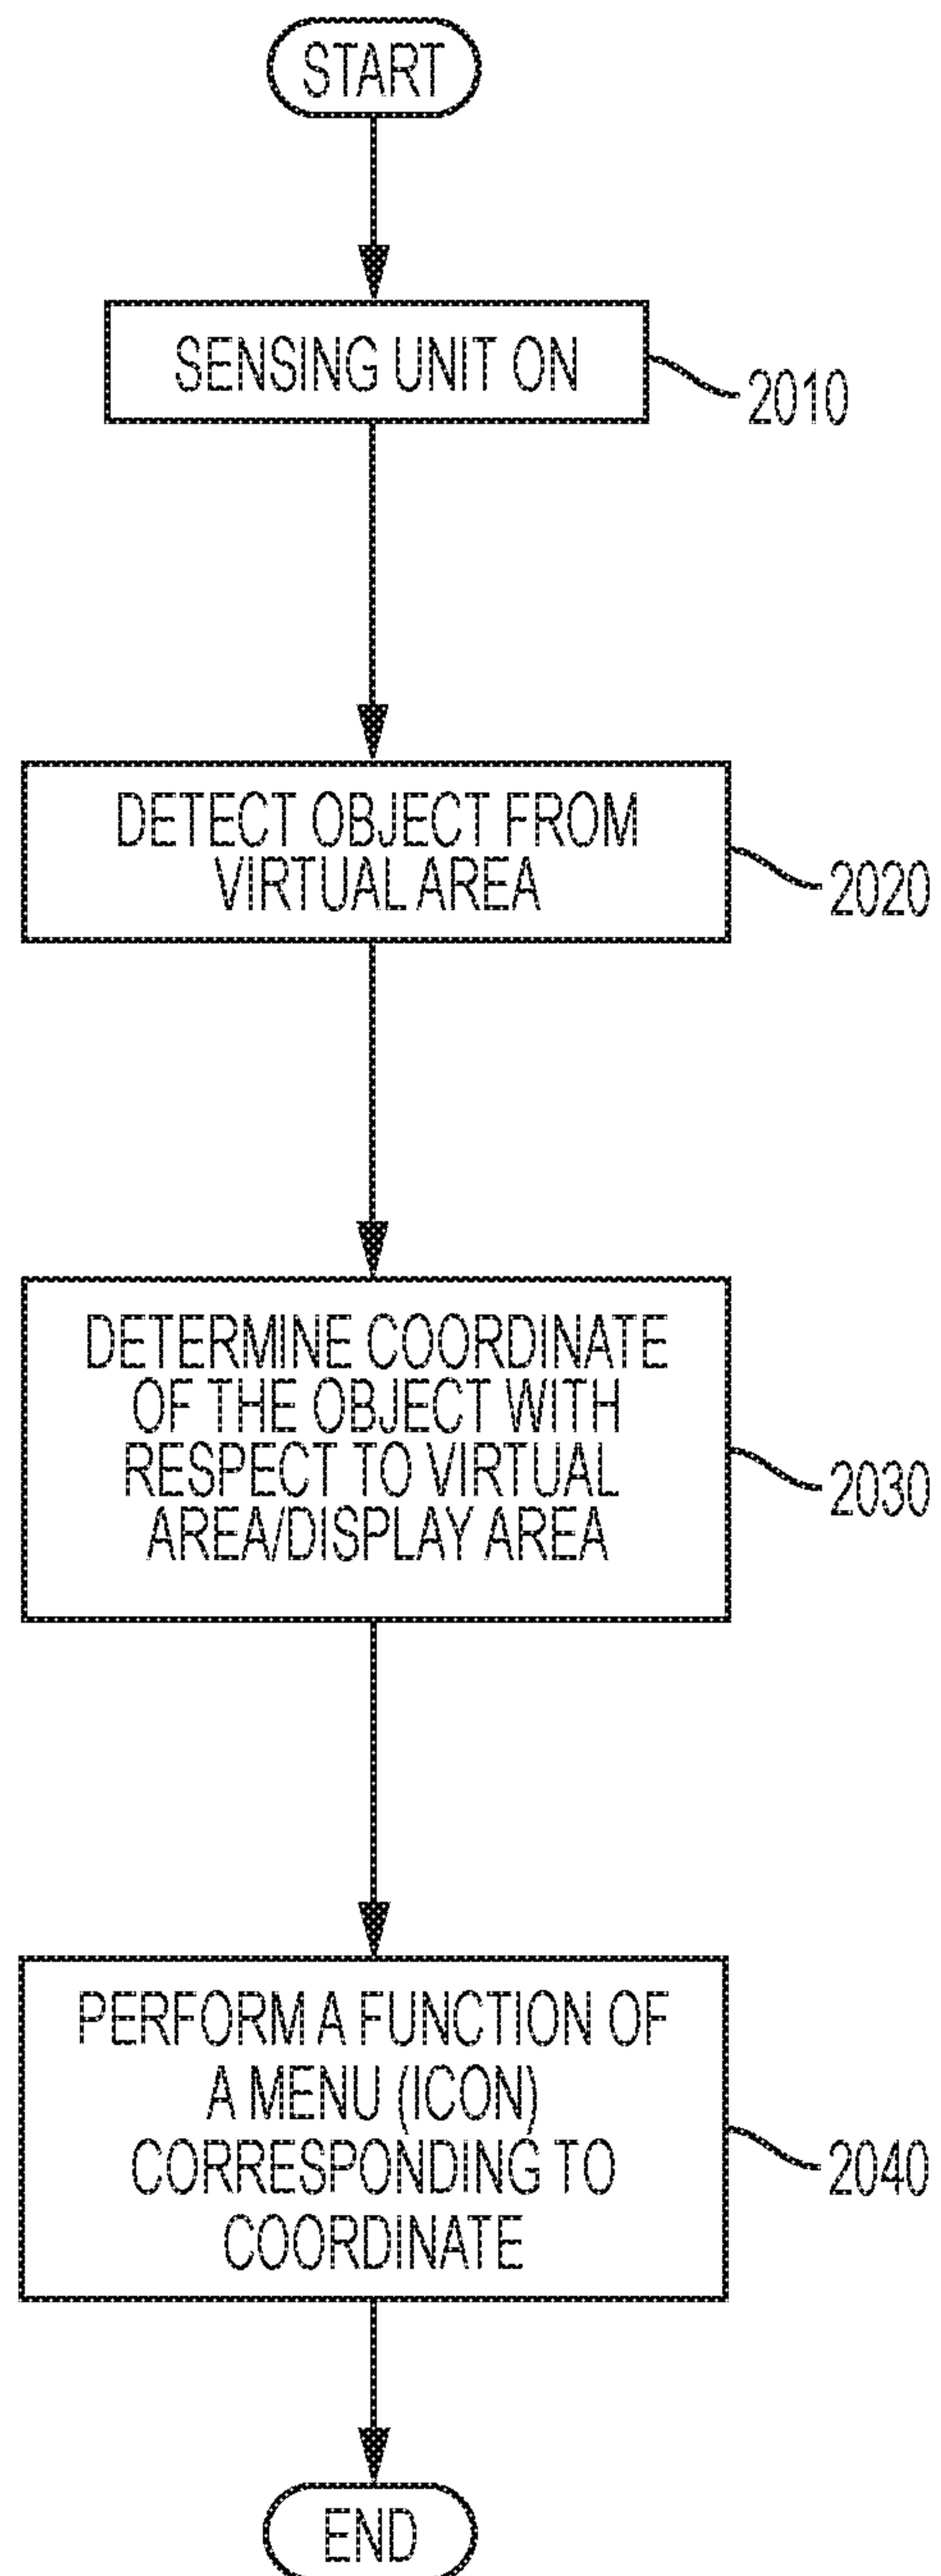 START
SENSING UNIT ON
2010
DETECT OBJECT FROM
VIRTUAL AREA
2020
DETERMINE COORDINATE
OF THE OBJECT WITH
RESPECT TO VIRTUAL
AREA/DISPLAY AREA
2030
PERFORM A FUNCTION OF
A MENU (ICON)
CORRESPONDING TO
COORDINATE
2040
END